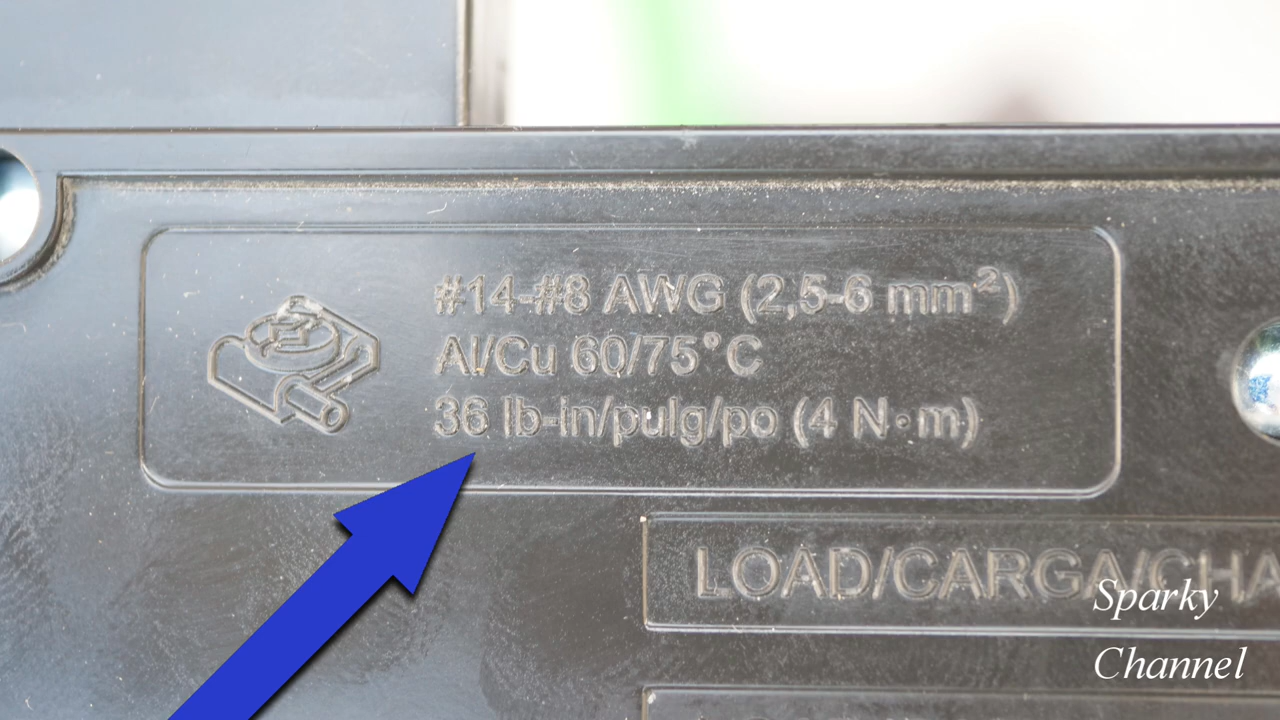 #14-#8 AWG (2,5-6 mm²)
Al/Cu 60/75°C
36 lb-in/pulg/po (4 N·m)
LOAD/CARGA/CHA
Sparky
Channel